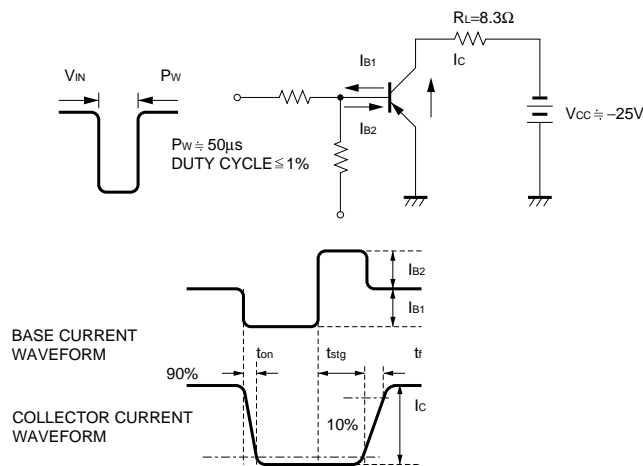 RL=8.3Ω
IB1
IC
VIN
PW
IB2
VCC≒–25V
PW≒50μs
DUTY CYCLE≦1%
IB2
IB1
BASE CURRENT
WAVEFORM
ton
tstg
tf
90%
COLLECTOR CURRENT
WAVEFORM
10%
IC